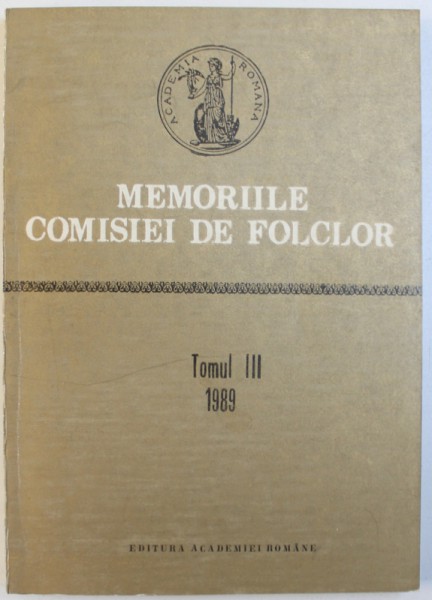 ACADEMIA ROMANA
MEMORIILE
COMISIEI DE FOLCLOR
Tomul III
1989
EDITURA ACADEMIEI ROMÂNE